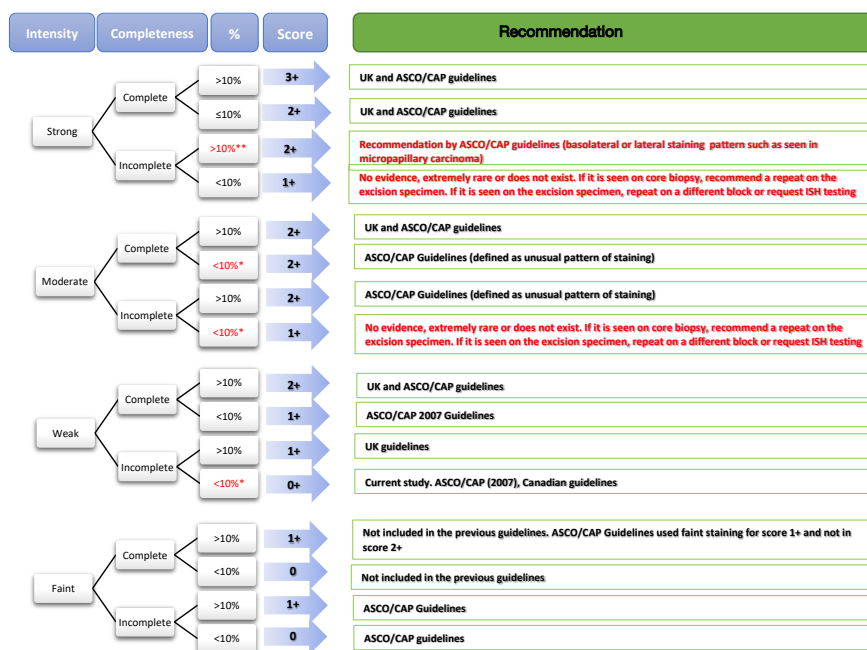 Intensity Completeness % Score Recommendation
Strong
Complete
>10% 3+ UK and ASCO/CAP guidelines
≤10% 2+ UK and ASCO/CAP guidelines
Incomplete
>10%** 2+ Recommendation by ASCO/CAP guidelines (basolateral or lateral staining pattern such as seen in
micropapillary carcinoma)
<10% 1+ No evidence, extremely rare or does not exist. If it is seen on core biopsy, recommend a repeat on the
excision specimen. If it is seen on the excision specimen, repeat on a different block or request ISH testing
Moderate
Complete
>10% 2+ UK and ASCO/CAP guidelines
<10%* 2+ ASCO/CAP Guidelines (defined as unusual pattern of staining)
Incomplete
>10% 2+ ASCO/CAP Guidelines (defined as unusual pattern of staining)
<10%* 1+ No evidence, extremely rare or does not exist. If it is seen on core biopsy, recommend a repeat on the
excision specimen. If it is seen on the excision specimen, repeat on a different block or request ISH testing
Weak
Complete
>10% 2+ UK and ASCO/CAP guidelines
<10% 1+ ASCO/CAP 2007 Guidelines
Incomplete
>10% 1+ UK guidelines
<10%* 0+ Current study. ASCO/CAP (2007), Canadian guidelines
Faint
Complete
>10% 1+ Not included in the previous guidelines. ASCO/CAP Guidelines used faint staining for score 1+ and not in
score 2+
<10% 0 Not included in the previous guidelines
Incomplete
>10% 1+ ASCO/CAP Guidelines
<10% 0 ASCO/CAP guidelines